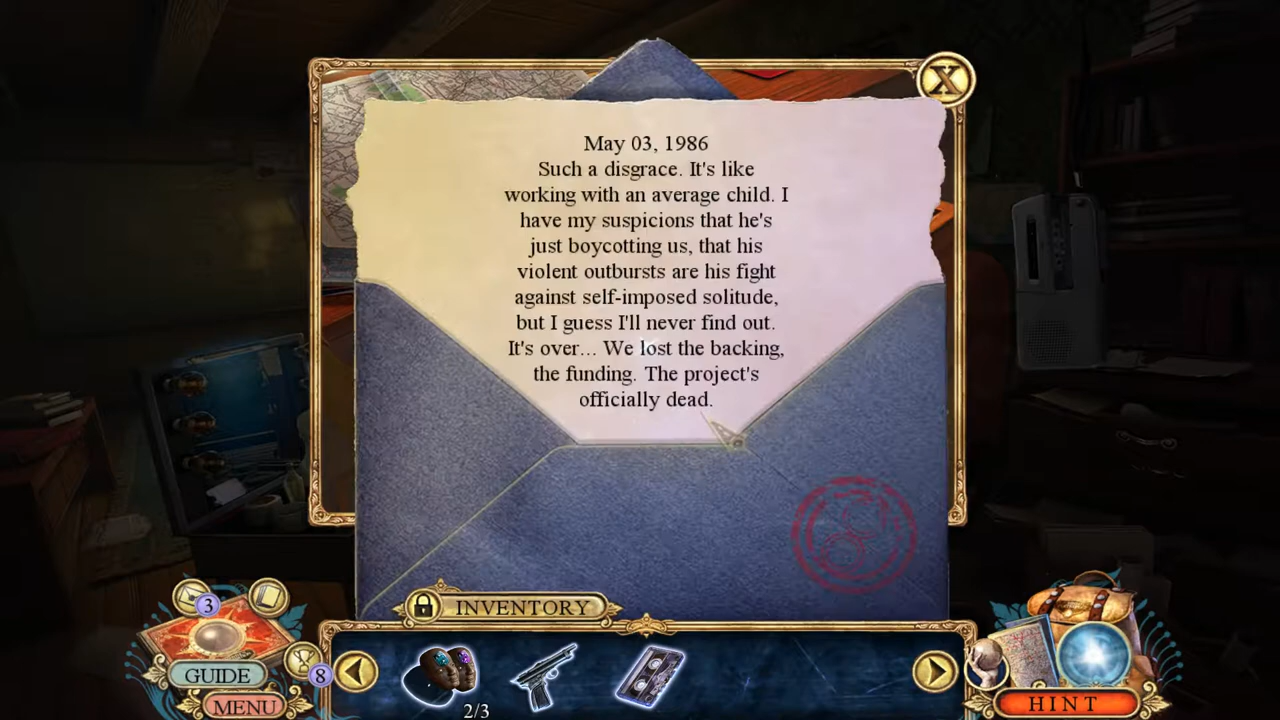 X
May 03, 1986
Such a disgrace. It's like
working with an average child. I
have my suspicions that he's
just boycotting us, that his
violent outbursts are his fight
against self-imposed solitude,
but I guess I'll never find out.
It's over... We lost the backing,
the funding. The project's
officially dead.
INVENTORY
3
GUIDE
8
MENU
2/3
HINT